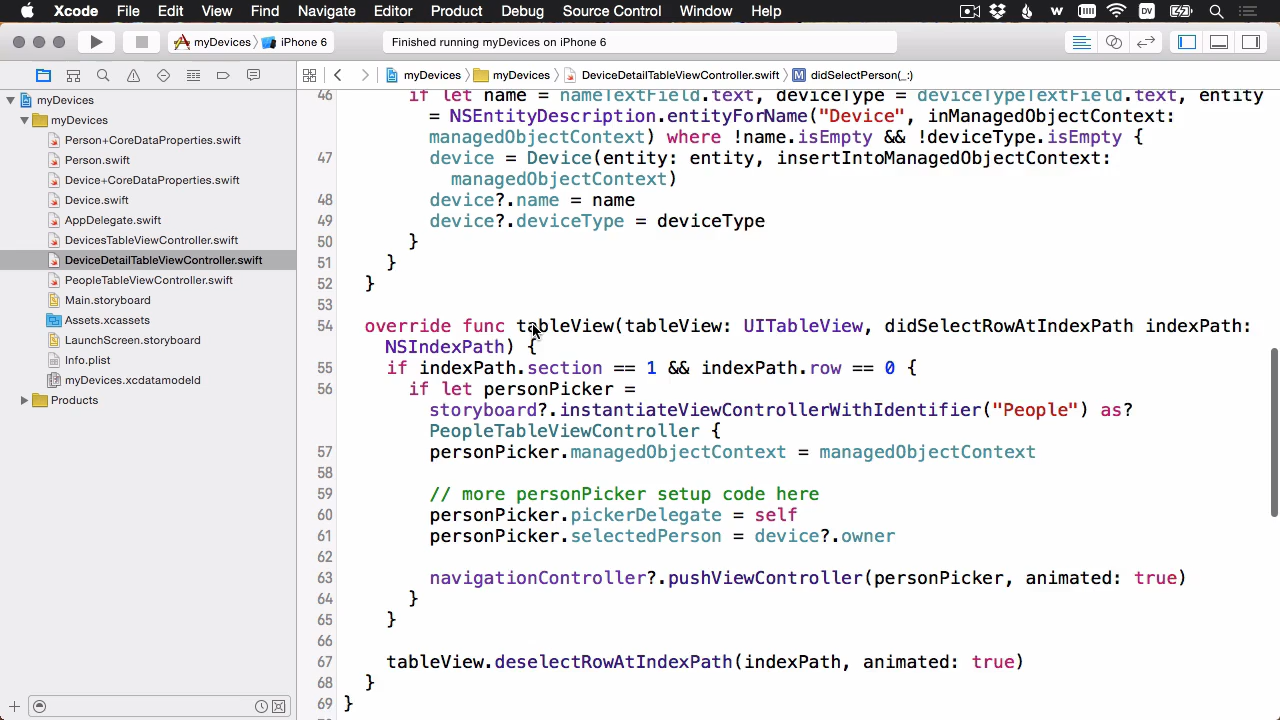 Xcode File Edit View Find Navigate Editor Product Debug Source Control Window Help
myDevices iPhone 6 Finished running myDevices on iPhone 6
myDevices myDevices DeviceDetailTableViewController.swift M didSelectPerson(_:)
myDevices
myDevices
Person+CoreDataProperties.swift
Person.swift
Device+CoreDataProperties.swift
Device.swift
AppDelegate.swift
DevicesTableViewController.swift
DeviceDetailTableViewController.swift
PeopleTableViewController.swift
Main.storyboard
Assets.xcassets
LaunchScreen.storyboard
Info.plist
myDevices.xcdatamodeld
Products
46 if let name = nameTextField.text, deviceType = deviceTypeTextField.text, entity
= NSEntityDescription.entityForName("Device", inManagedObjectContext:
managedObjectContext) where !name.isEmpty && !deviceType.isEmpty {
47 device = Device(entity: entity, insertIntoManagedObjectContext:
managedObjectContext)
48 device?.name = name
49 device?.deviceType = deviceType
50 }
51 }
52 }
53
54 override func tableView(tableView: UITableView, didSelectRowAtIndexPath indexPath:
NSIndexPath) {
55 if indexPath.section == 1 && indexPath.row == 0 {
56 if let personPicker =
storyboard?.instantiateViewControllerWithIdentifier("People") as?
PeopleTableViewController {
57 personPicker.managedObjectContext = managedObjectContext
58
59 // more personPicker setup code here
60 personPicker.pickerDelegate = self
61 personPicker.selectedPerson = device?.owner
62
63 navigationController?.pushViewController(personPicker, animated: true)
64 }
65 }
66
67 tableView.deselectRowAtIndexPath(indexPath, animated: true)
68 }
69 }